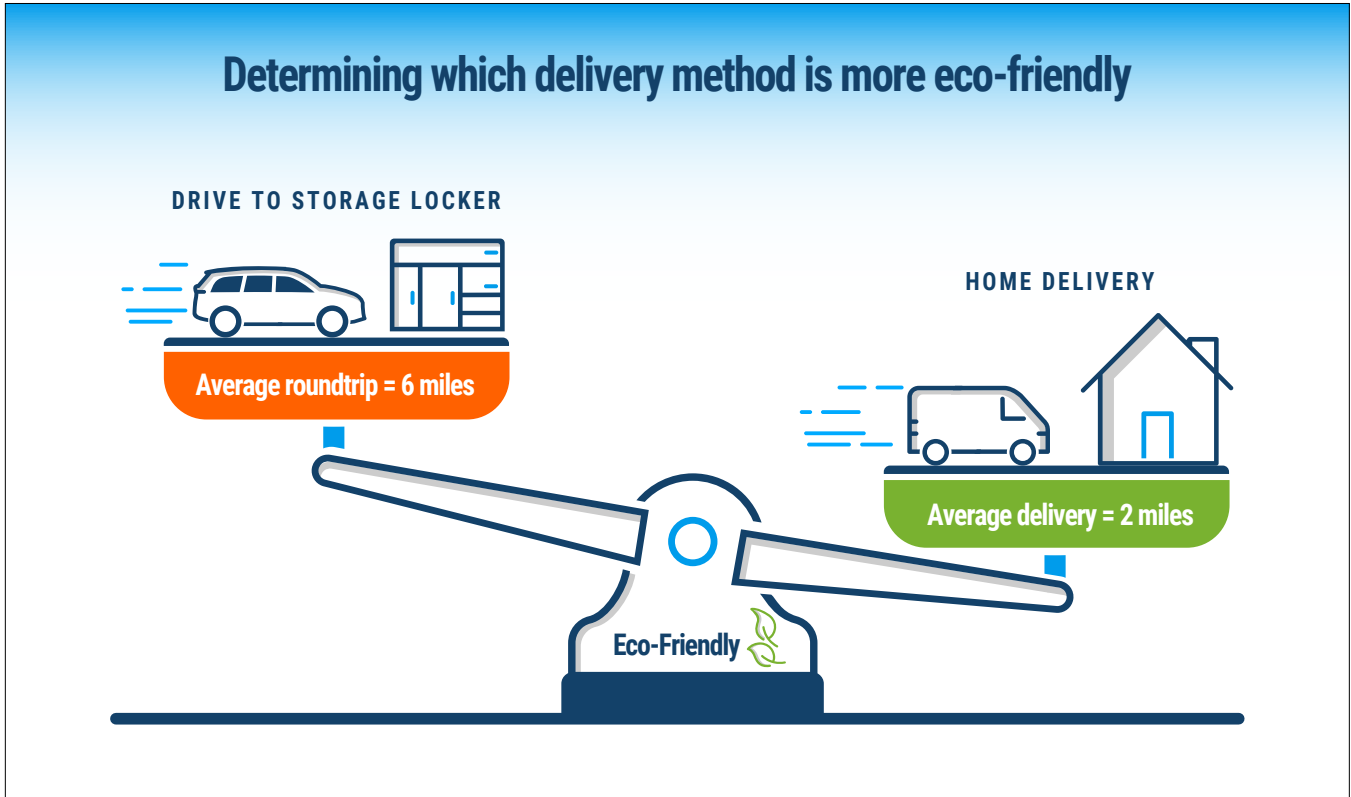 Determining which delivery method is more eco-friendly
DRIVE TO STORAGE LOCKER
Average roundtrip = 6 miles
HOME DELIVERY
Average delivery = 2 miles
Eco-Friendly